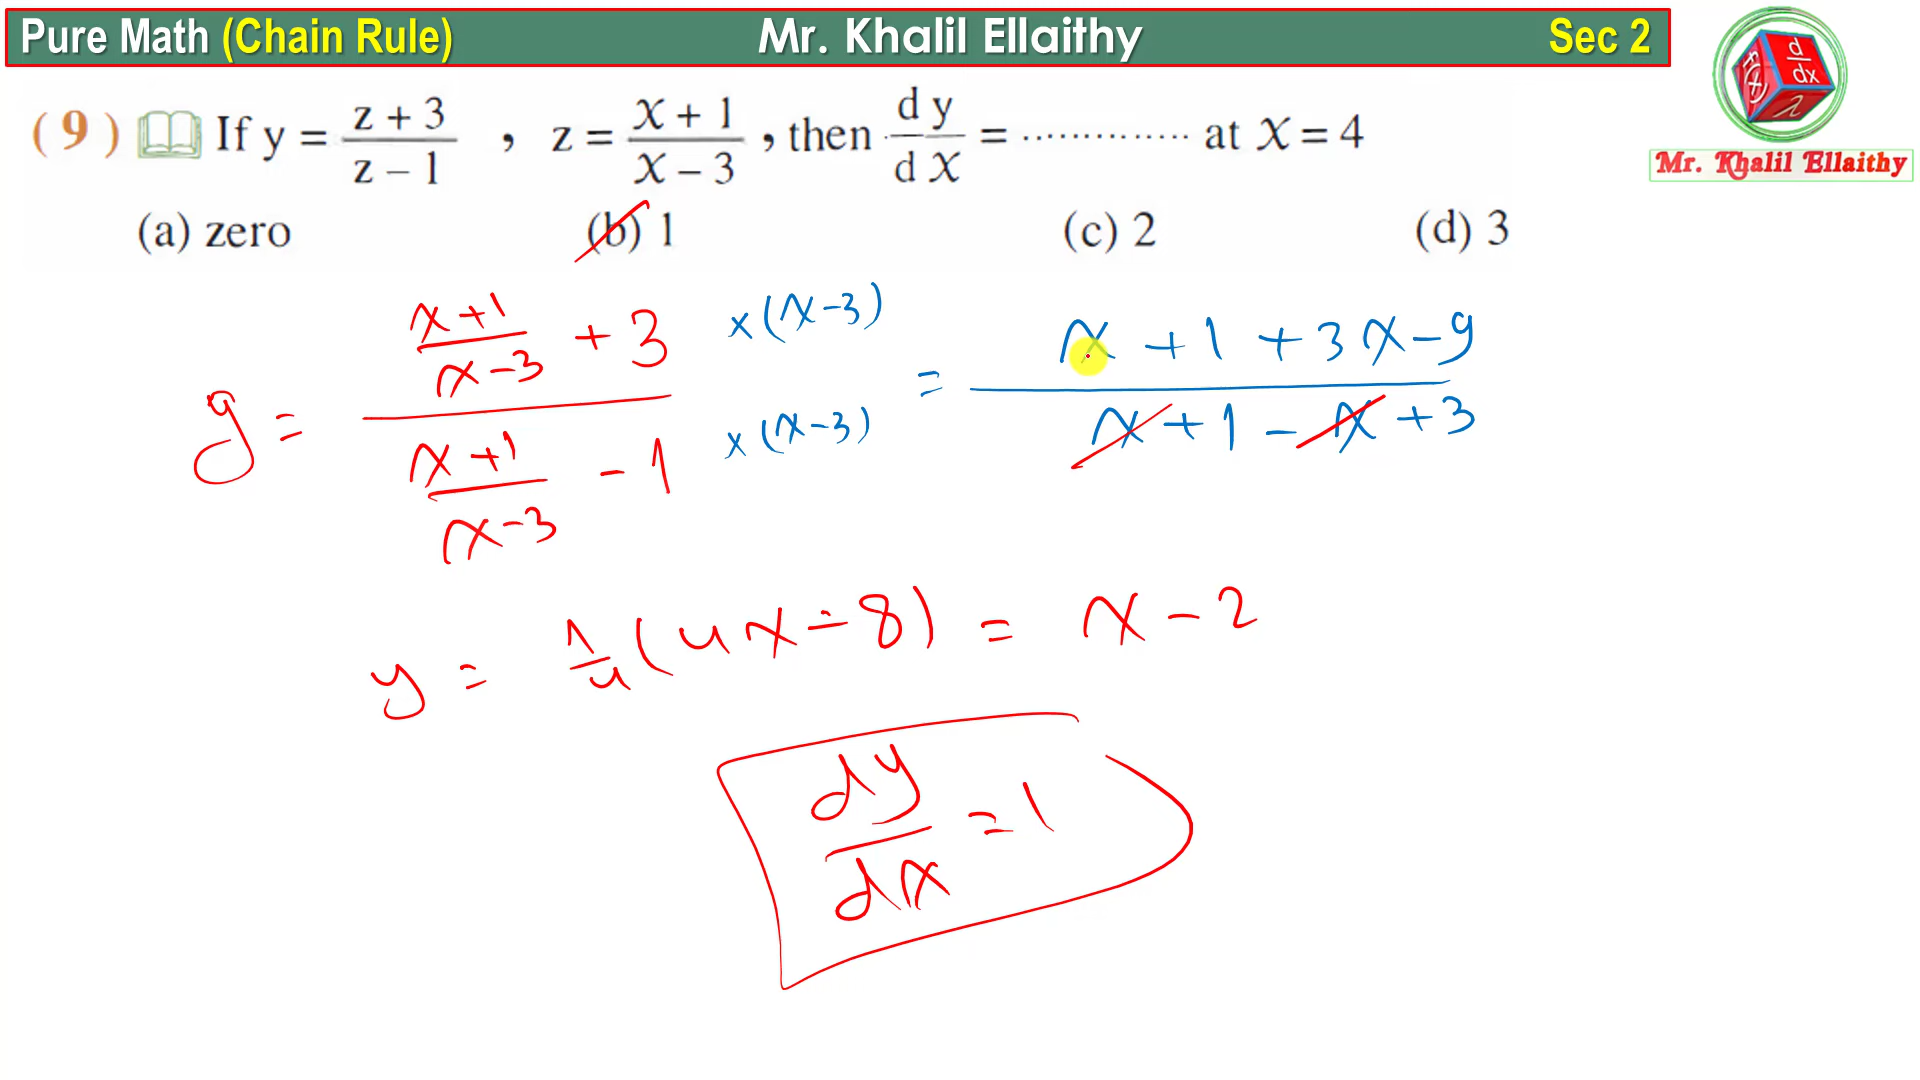 Pure Math (Chain Rule) Mr. Khalil Ellaithy Sec 2
f(x) d/dx λ
Mr. Khalil Ellaithy
(9) If y = (z + 3)/(z – 1) , z = (X + 1)/(X – 3) , then dy/dX = .............. at X = 4
(a) zero (b) 1 (c) 2 (d) 3
y = ((x+1)/(x-3) + 3)/((x+1)/(x-3) - 1) ×(x-3) ×(x-3) = (x + 1 + 3x - 9)/(x + 1 - x + 3)
y = 1/4 (4x - 8) = x - 2
dy/dx = 1